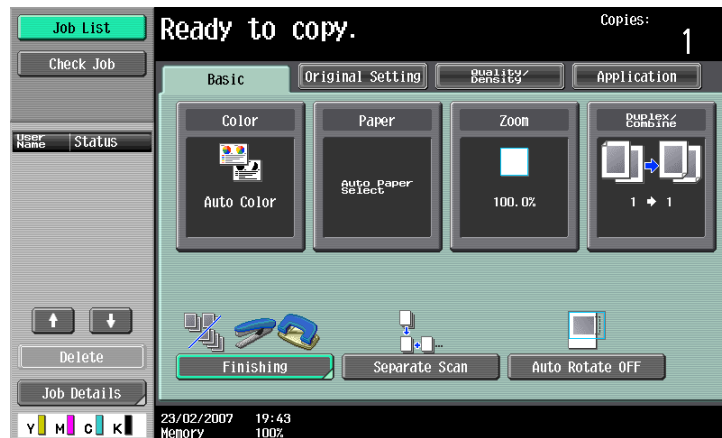 Job List
Ready to copy.
Copies:
1
Check Job
Basic
Original Setting
Quality/
Density
Application
User
Name
Status
Color
Paper
Zoom
Duplex/
Combine
Auto Color
Auto Paper
Select
100.0%
1 → 1
Delete
Finishing
Separate Scan
Auto Rotate OFF
Job Details
Y M C K
23/02/2007 19:43
Memory 100%